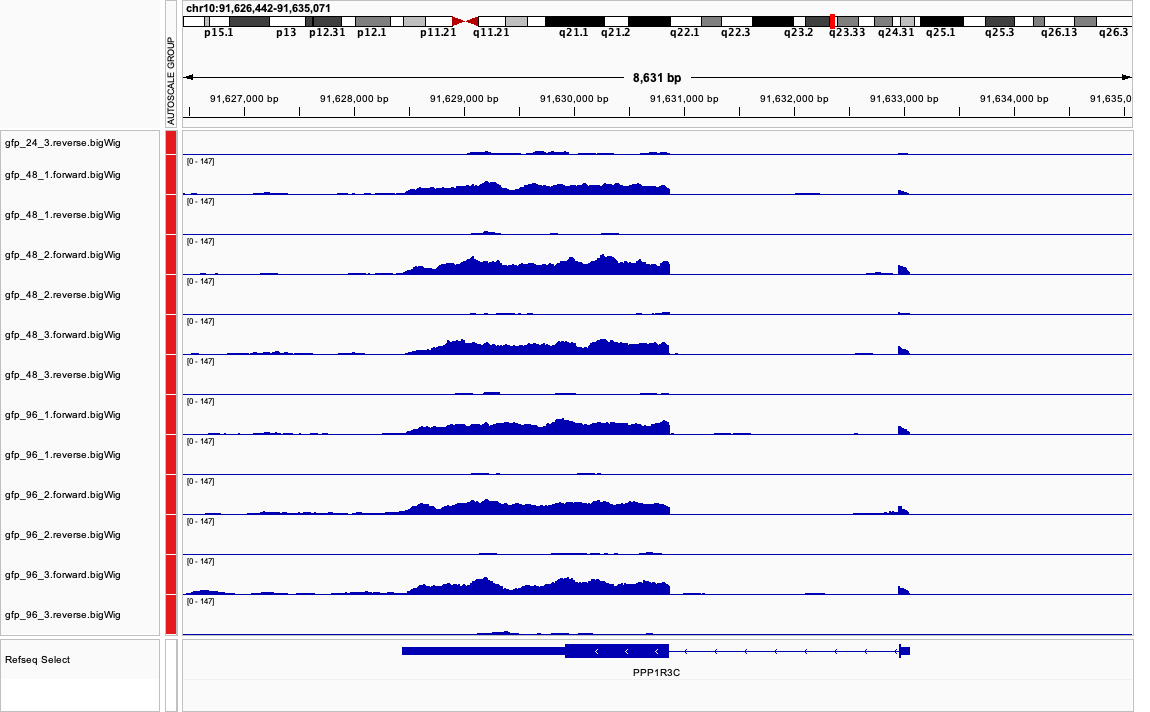 chr10:91,626,442-91,635,071
p15.1 p13 p12.31 p12.1 p11.21 q11.21 q21.1 q21.2 q22.1 q22.3 q23.2 q23.33 q24.31 q25.1 q25.3 q26.13 q26.3
AUTOSCALE GROUP
8,631 bp
91,627,000 bp 91,628,000 bp 91,629,000 bp 91,630,000 bp 91,631,000 bp 91,632,000 bp 91,633,000 bp 91,634,000 bp 91,635,0
gfp_24_3.reverse.bigWig
[0 - 147]
gfp_48_1.forward.bigWig
[0 - 147]
gfp_48_1.reverse.bigWig
[0 - 147]
gfp_48_2.forward.bigWig
[0 - 147]
gfp_48_2.reverse.bigWig
[0 - 147]
gfp_48_3.forward.bigWig
[0 - 147]
gfp_48_3.reverse.bigWig
[0 - 147]
gfp_96_1.forward.bigWig
[0 - 147]
gfp_96_1.reverse.bigWig
[0 - 147]
gfp_96_2.forward.bigWig
[0 - 147]
gfp_96_2.reverse.bigWig
[0 - 147]
gfp_96_3.forward.bigWig
[0 - 147]
gfp_96_3.reverse.bigWig
Refseq Select
PPP1R3C